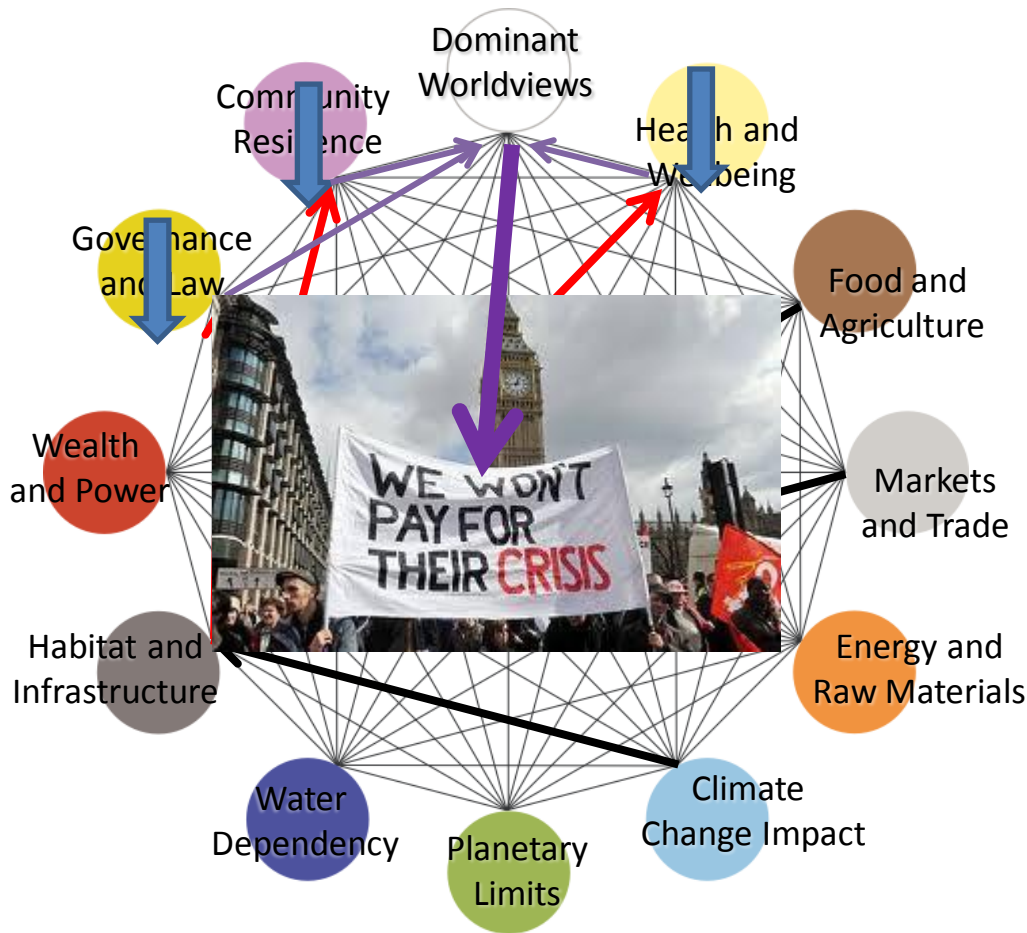 Dominant
Worldviews
Community
Resilience
Health and
Wellbeing
Governance
and Law
Food and
Agriculture
Wealth
and Power
Markets
and Trade
WE WON'T
PAY FOR
THEIR CRISIS
Habitat and
Infrastructure
Energy and
Raw Materials
Water
Dependency
Planetary
Limits
Climate
Change Impact